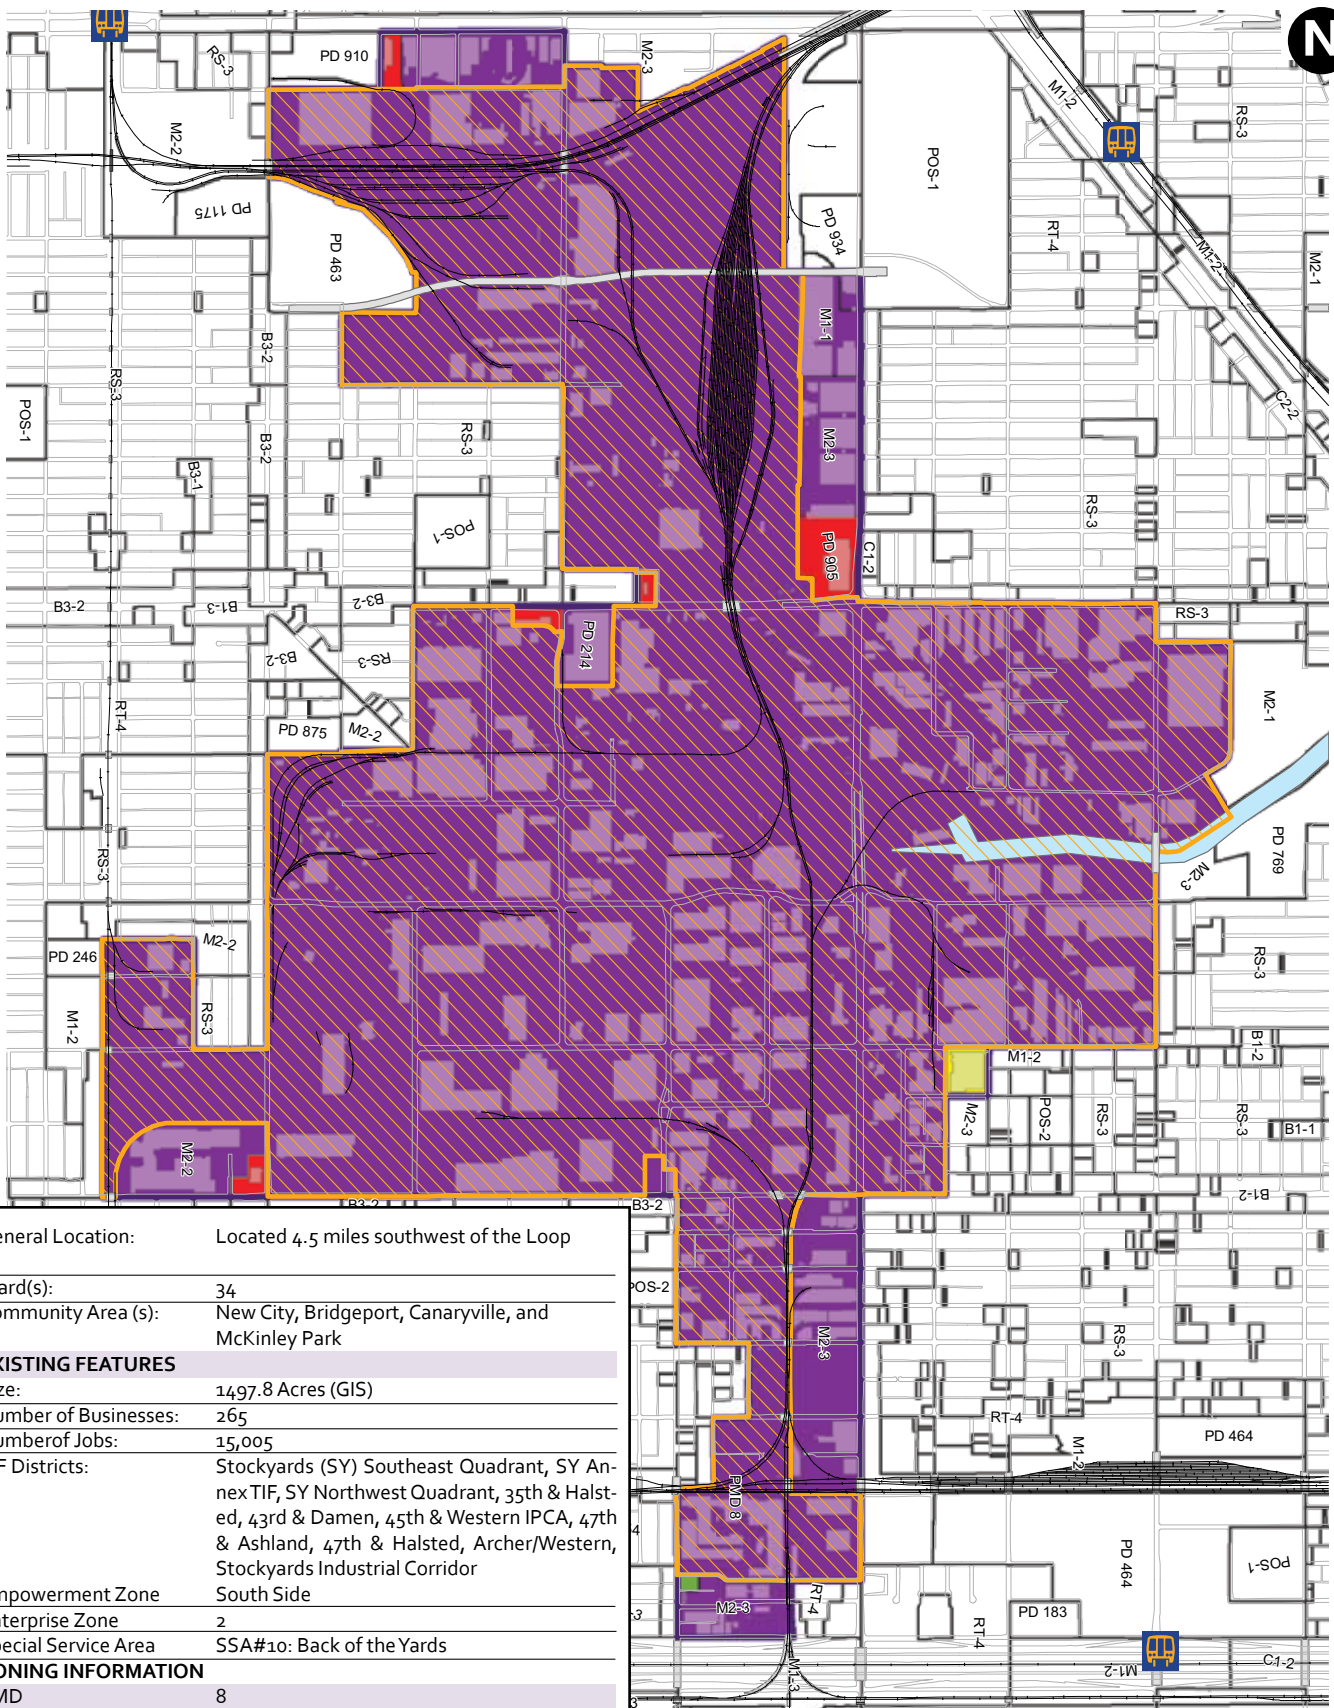 N
PD 910
RS-3
M2-3
M2-2
M1-2
RS-3
POS-1
PD 1175
PD 463
PD 934
RT-4
M1-2
M2-1
M1-1
B3-2
RS-3
C2-2
POS-1
B3-2
RS-3
M2-3
B3-1
RS-3
POS-1
PD 905
C1-2
B3-2
B1-3
B3-2
RS-3
PD 214
B3-2
RS-3
RT-4
PD 875
M2-2
M2-1
RS-3
PD 769
M2-3
PD 246
M2-2
RS-3
M1-2
RS-3
B1-2
M1-2
M2-3
POS-2
RS-3
RS-3
B1-1
M2-2
B1-2
B3-2
B3-2
POS-2
M2-3
RS-3
RT-4
M1-2
PD 464
PMD 8
PD 464
POS-1
M2-3
RT-4
RT-4
PD 183
M1-3
M1-2
C1-2
eneral Location: Located 4.5 miles southwest of the Loop
ard(s): 34
ommunity Area (s): New City, Bridgeport, Canaryville, and
McKinley Park
XISTING FEATURES
ze: 1497.8 Acres (GIS)
umber of Businesses: 265
umberof Jobs: 15,005
F Districts: Stockyards (SY) Southeast Quadrant, SY An-
nex TIF, SY Northwest Quadrant, 35th & Halst-
ed, 43rd & Damen, 45th & Western IPCA, 47th
& Ashland, 47th & Halsted, Archer/Western,
Stockyards Industrial Corridor
mpowerment Zone South Side
nterprise Zone 2
pecial Service Area SSA#10: Back of the Yards
ONING INFORMATION
MD 8